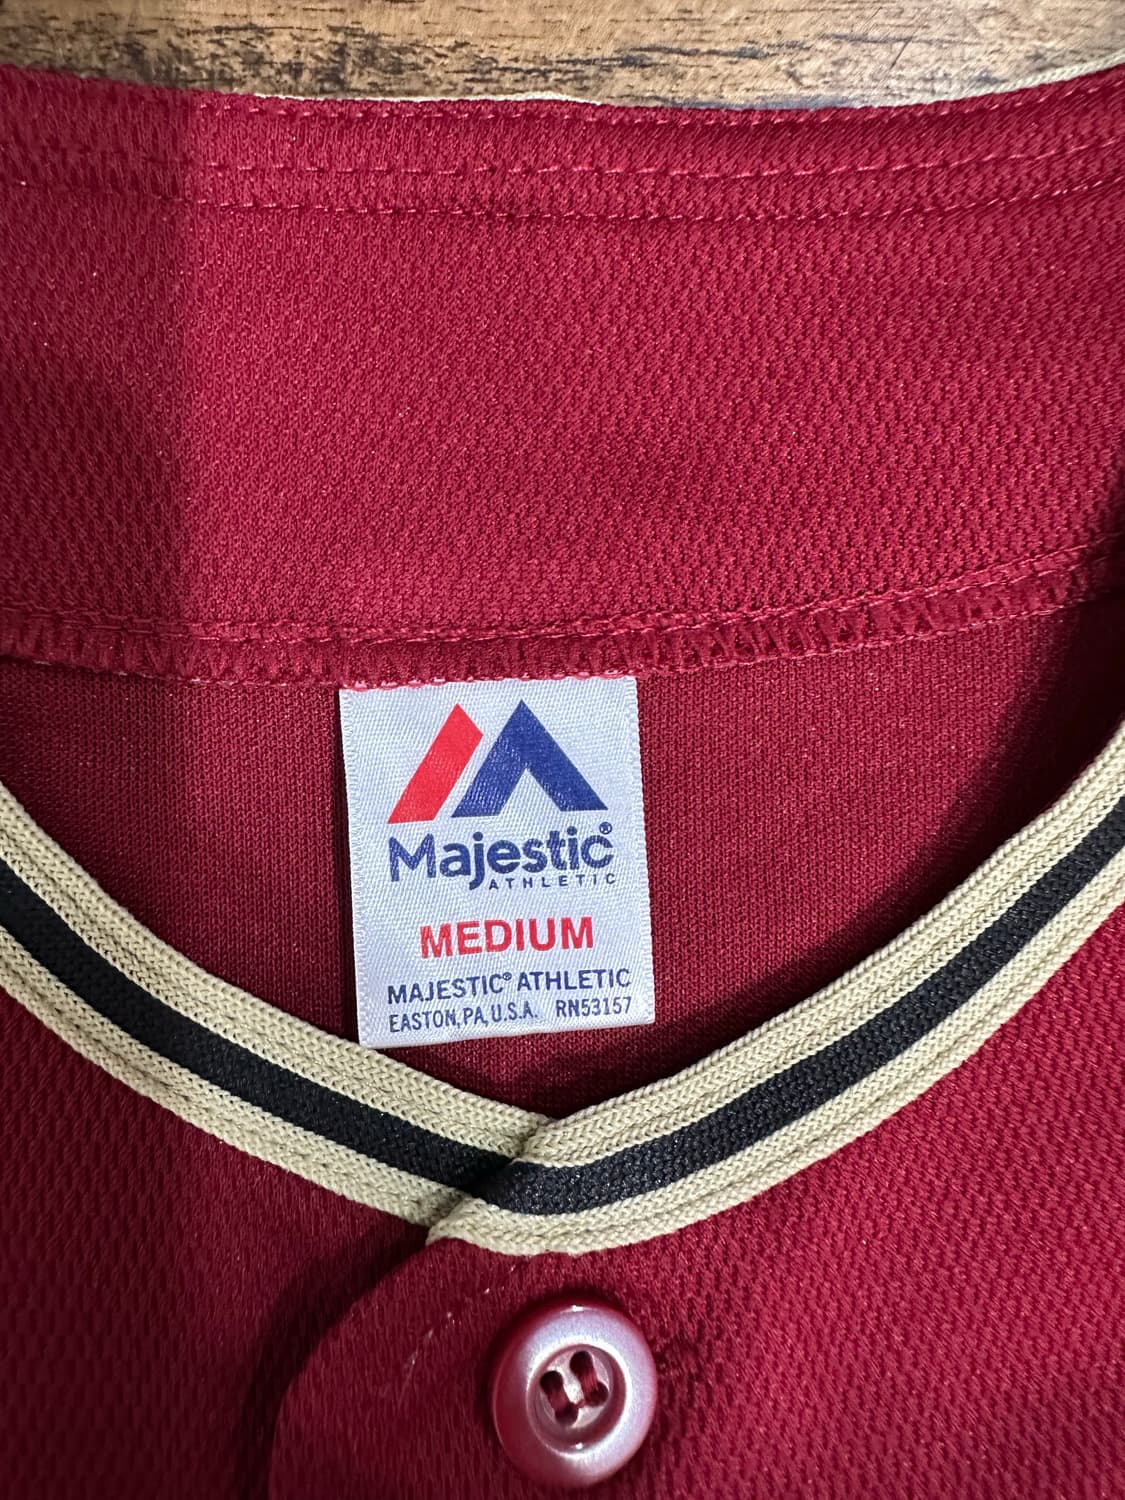 Majestic®
ATHLETIC
MEDIUM
MAJESTIC® ATHLETIC
EASTON, PA, U.S.A. RN53157